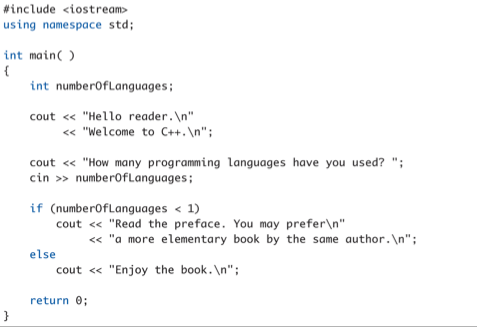 #include <iostream>
using namespace std;
int main( )
{
int numberOfLanguages;
cout << "Hello reader.\n"
<< "Welcome to C++.\n";
cout << "How many programming languages have you used? ";
cin >> numberOfLanguages;
if (numberOfLanguages < 1)
cout << "Read the preface. You may prefer\n"
<< "a more elementary book by the same author.\n";
else
cout << "Enjoy the book.\n";
return 0;
}